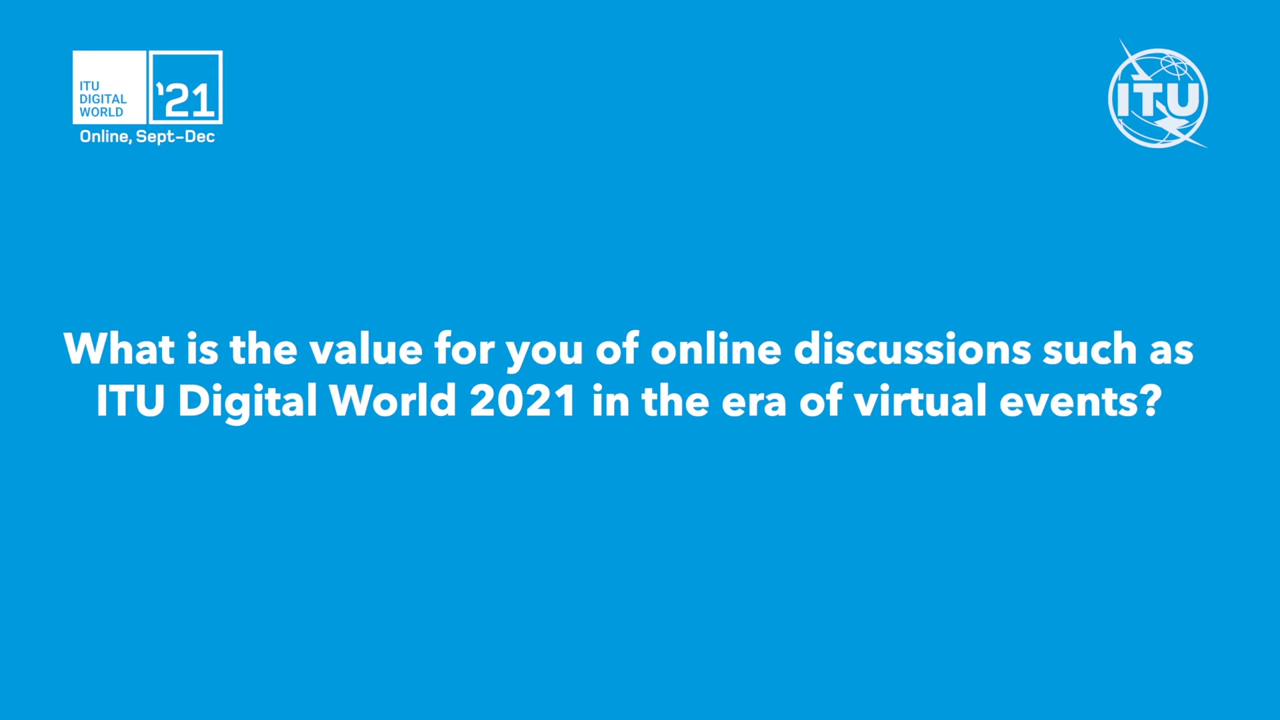 ITU
DIGITAL
WORLD
'21
Online, Sept–Dec
ITU
What is the value for you of online discussions such as
ITU Digital World 2021 in the era of virtual events?